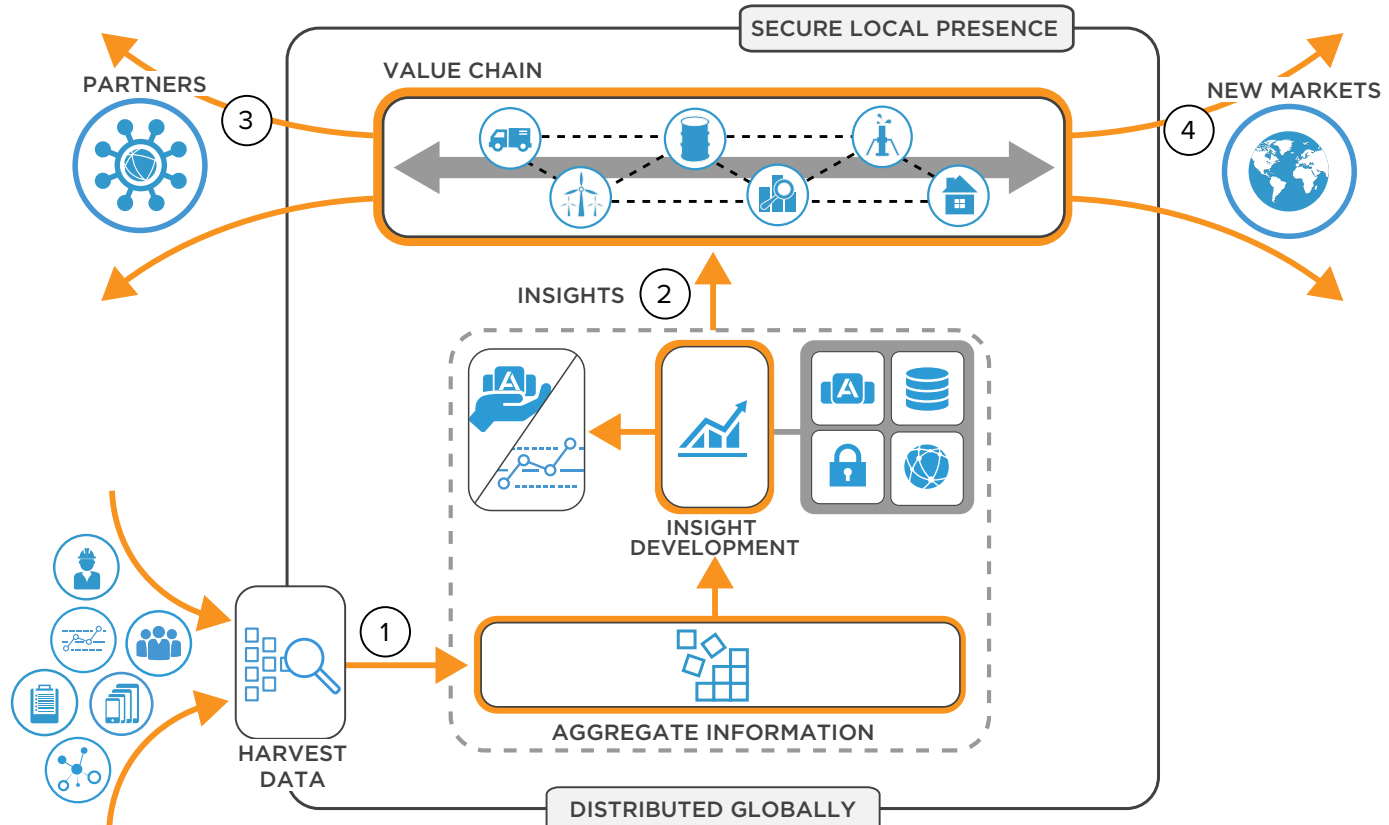 SECURE LOCAL PRESENCE
VALUE CHAIN
PARTNERS
NEW MARKETS
3
4
INSIGHTS
2
A
A
INSIGHT
DEVELOPMENT
1
AGGREGATE INFORMATION
HARVEST
DATA
DISTRIBUTED GLOBALLY